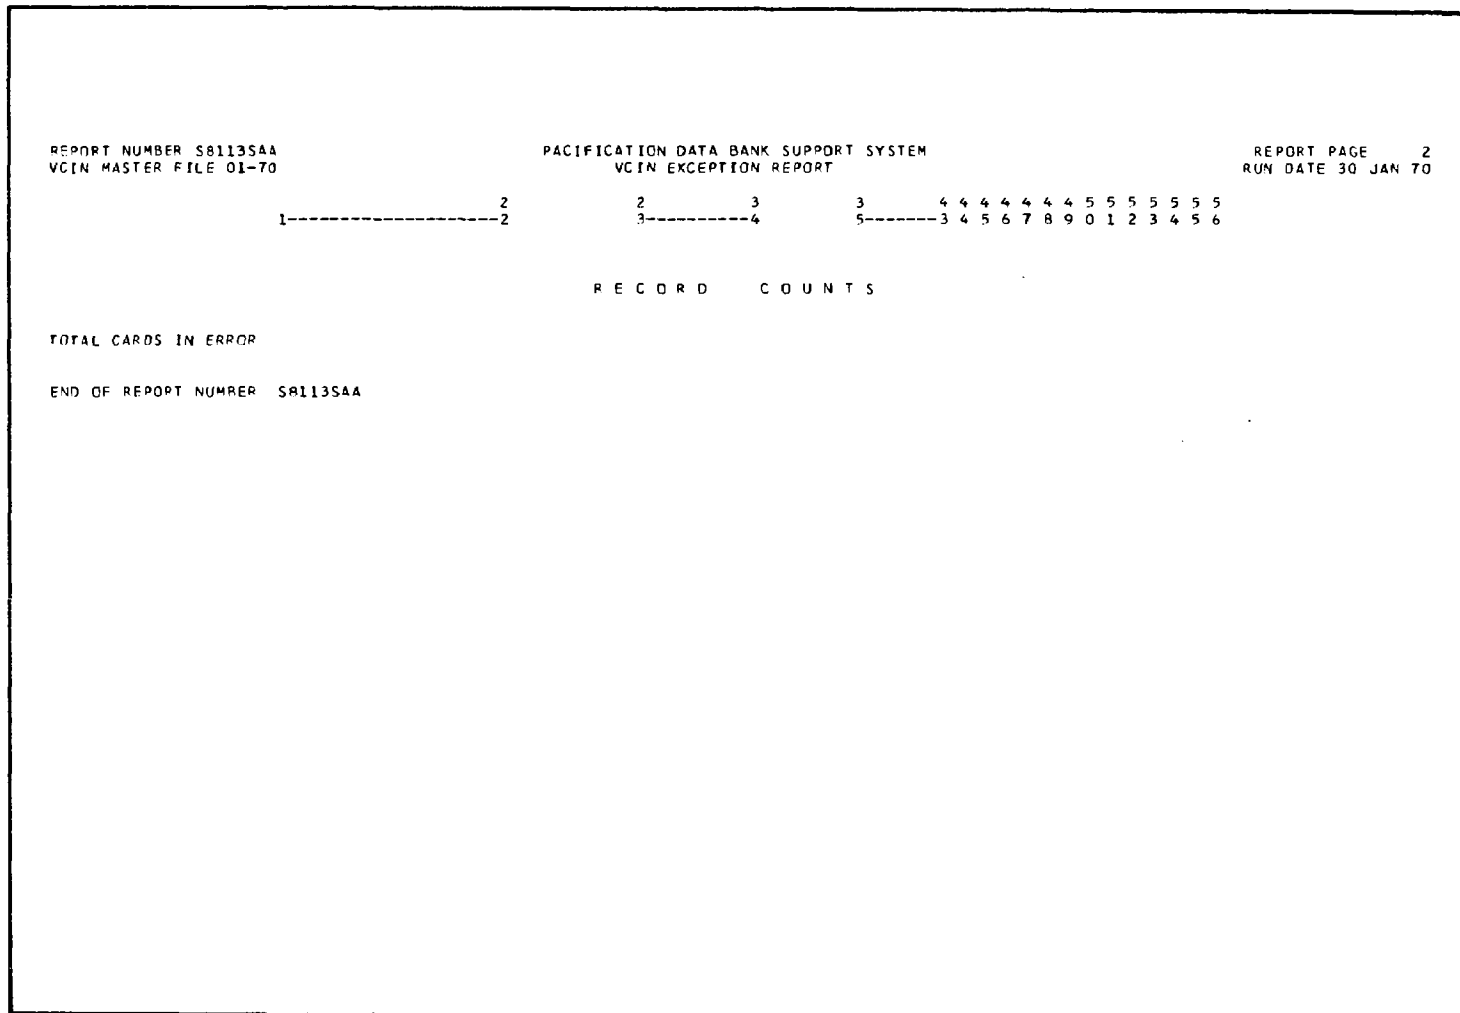 REPORT NUMBER S8113SAA PACIFICATION DATA BANK SUPPORT SYSTEM REPORT PAGE 2
VCIN MASTER FILE 01-70 VCIN EXCEPTION REPORT RUN DATE 30 JAN 70
2 2 3 3 4 4 4 4 4 4 4 5 5 5 5 5 5 5
1--------------------2 3----------4 5-------3 4 5 6 7 8 9 0 1 2 3 4 5 6
R E C O R D C O U N T S
TOTAL CARDS IN ERROR
END OF REPORT NUMBER S8113SAA